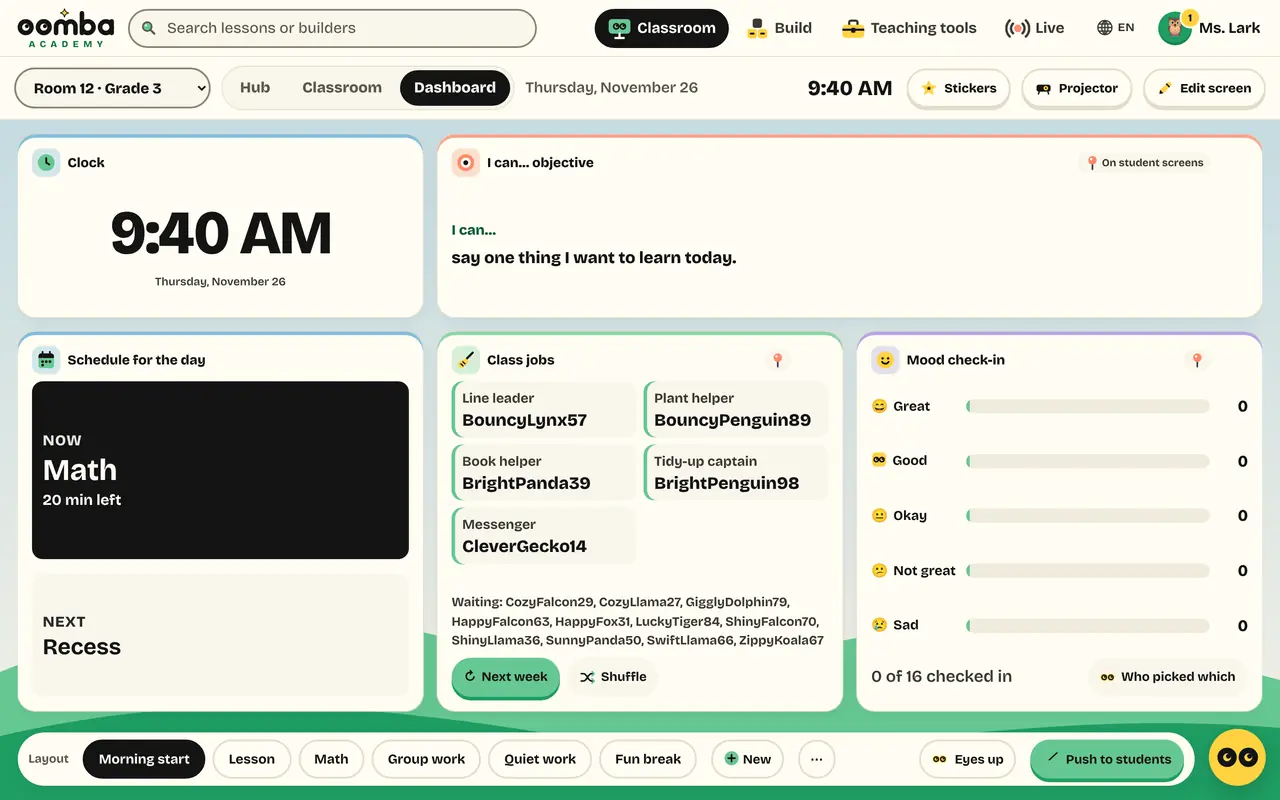 oomba
ACADEMY
Search lessons or builders
Classroom
Build
Teaching tools
Live
EN
1
Ms. Lark
Room 12 · Grade 3
Hub
Classroom
Dashboard
Thursday, November 26
9:40 AM
Stickers
Projector
Edit screen
Clock
9:40 AM
Thursday, November 26
I can... objective
On student screens
I can...
say one thing I want to learn today.
Schedule for the day
NOW
Math
20 min left
NEXT
Recess
Class jobs
Line leader
BouncyLynx57
Plant helper
BouncyPenguin89
Book helper
BrightPanda39
Tidy-up captain
BrightPenguin98
Messenger
CleverGecko14
Waiting: CozyFalcon29, CozyLlama27, GigglyDolphin79,
HappyFalcon63, HappyFox31, LuckyTiger84, ShinyFalcon70,
ShinyLlama36, SunnyPanda50, SwiftLlama66, ZippyKoala67
Next week
Shuffle
Mood check-in
Great 0
Good 0
Okay 0
Not great 0
Sad 0
0 of 16 checked in
Who picked which
Layout
Morning start
Lesson
Math
Group work
Quiet work
Fun break
New
...
Eyes up
Push to students